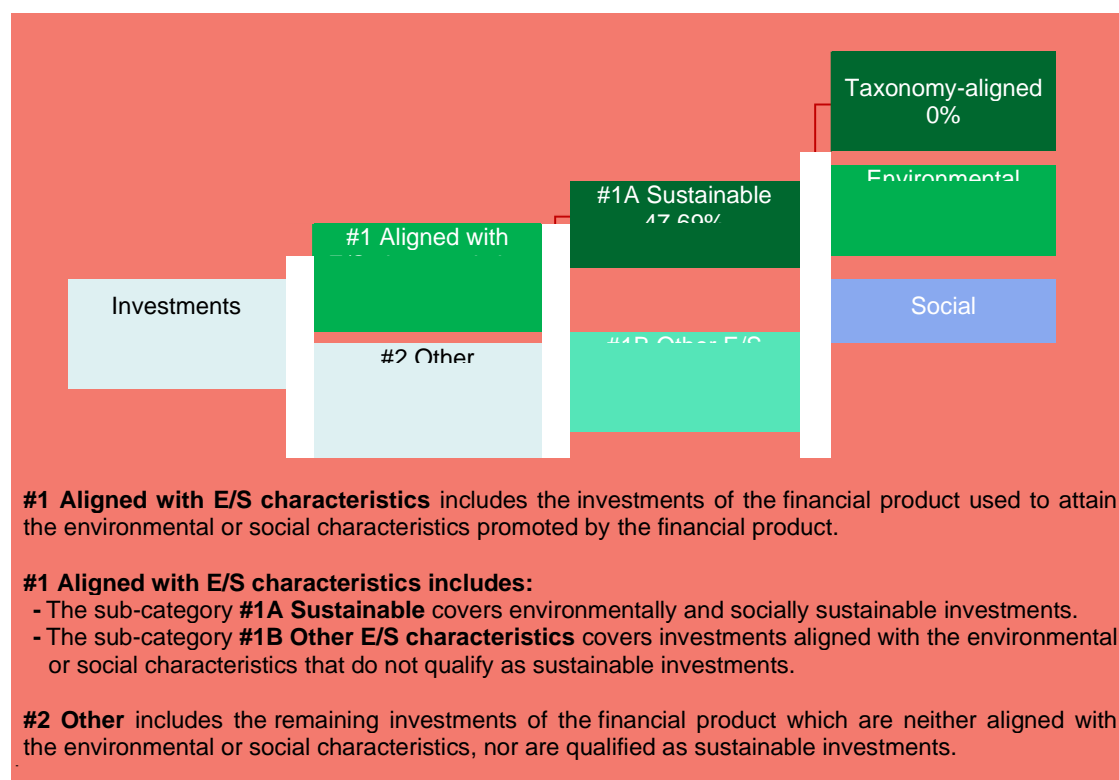 Taxonomy-aligned
0%
Environmental
#1A Sustainable
47.69%
#1 Aligned with
Investments
Social
#2 Other
#1B Other E/S
#1 Aligned with E/S characteristics includes the investments of the financial product used to attain
the environmental or social characteristics promoted by the financial product.
#1 Aligned with E/S characteristics includes:
- The sub-category #1A Sustainable covers environmentally and socially sustainable investments.
- The sub-category #1B Other E/S characteristics covers investments aligned with the environmental
or social characteristics that do not qualify as sustainable investments.
#2 Other includes the remaining investments of the financial product which are neither aligned with
the environmental or social characteristics, nor are qualified as sustainable investments.